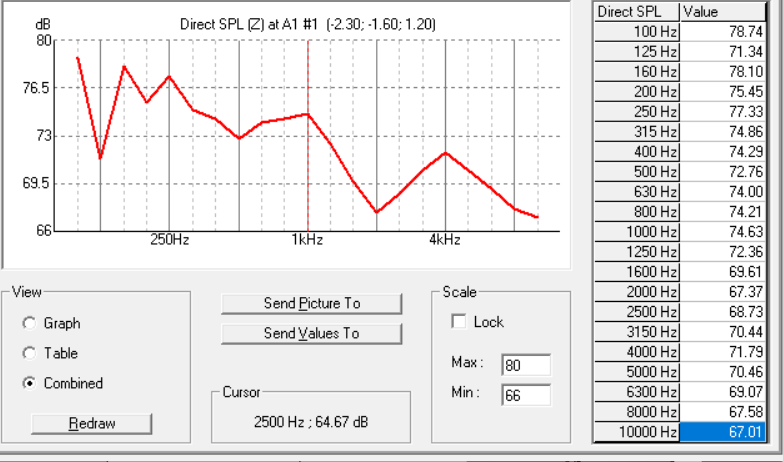 dB
Direct SPL (Z) at A1 #1 (-2.30; -1.60; 1.20)
80
76.5
73
69.5
66
250Hz 1kHz 4kHz
View
Graph
Table
Combined
Redraw
Send Picture To
Send Values To
Cursor
2500 Hz ; 64.67 dB
Scale
Lock
Max : 80
Min : 66
Direct SPL Value
100 Hz 78.74
125 Hz 71.34
160 Hz 78.10
200 Hz 75.45
250 Hz 77.33
315 Hz 74.86
400 Hz 74.29
500 Hz 72.76
630 Hz 74.00
800 Hz 74.21
1000 Hz 74.63
1250 Hz 72.36
1600 Hz 69.61
2000 Hz 67.37
2500 Hz 68.73
3150 Hz 70.44
4000 Hz 71.79
5000 Hz 70.46
6300 Hz 69.07
8000 Hz 67.58
10000 Hz 67.01